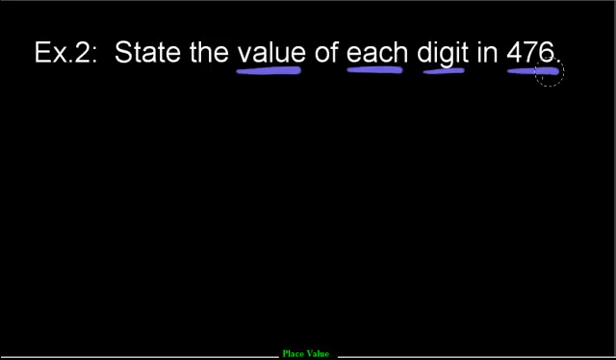 Ex.2: State the value of each digit in 476.
Place Value